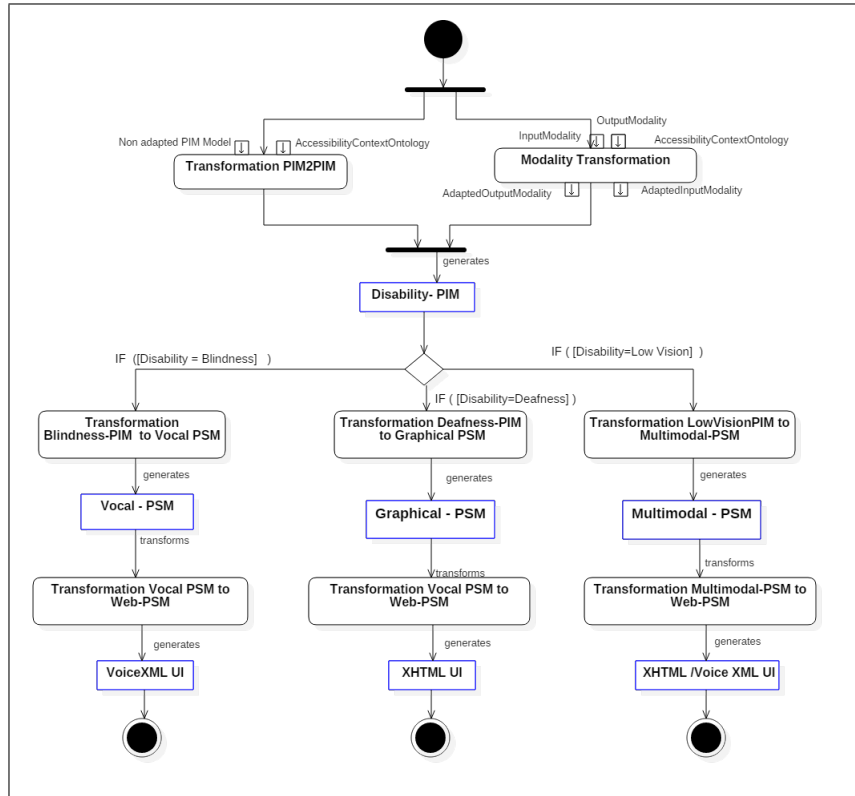 OutputModality
Non adapted PIM Model
AccessibilityContextOntology
InputModality
AccessibilityContextOntology
Transformation PIM2PIM
Modality Transformation
AdaptedOutputModality
AdaptedInputModality
generates
Disability- PIM
IF ([Disability = Blindness] )
IF ( [Disability=Low Vision] )
IF ( [Disability=Deafness] )
Transformation
Blindness-PIM to Vocal PSM
Transformation Deafness-PIM
to Graphical PSM
Transformation LowVisionPIM to
Multimodal-PSM
generates
generates
generates
Vocal - PSM
Graphical - PSM
Multimodal - PSM
transforms
transforms
transforms
Transformation Vocal PSM to
Web-PSM
Transformation Vocal PSM to
Web-PSM
Transformation Multimodal-PSM to
Web-PSM
generates
generates
generates
VoiceXML UI
XHTML UI
XHTML /Voice XML UI